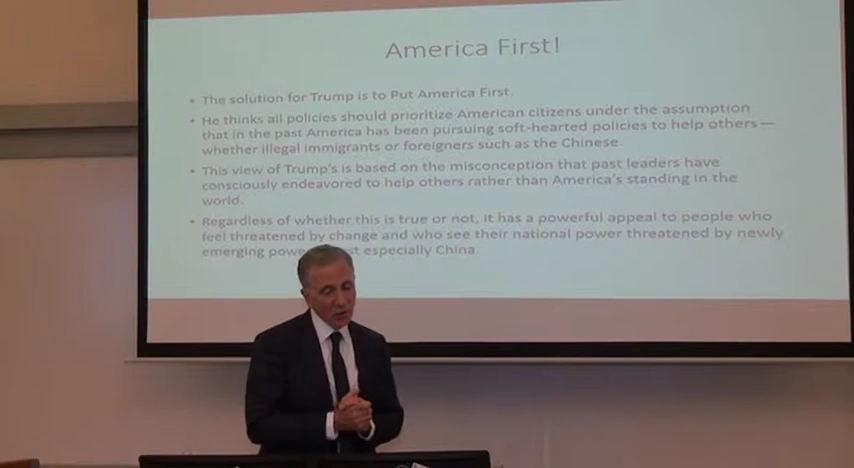 America First!
• The solution for Trump is to Put America First.
• He thinks all policies should prioritize American citizens under the assumption
that in the past America has been pursuing soft-hearted policies to help others—
whether illegal immigrants or foreigners such as the Chinese.
• This view of Trump's is based on the misconception that past leaders have
consciously endeavored to help others rather than America's standing in the
world.
• Regardless of whether this is true or not, it has a powerful appeal to people who
feel threatened by change and who see their national power threatened by newly
emerging especially China.